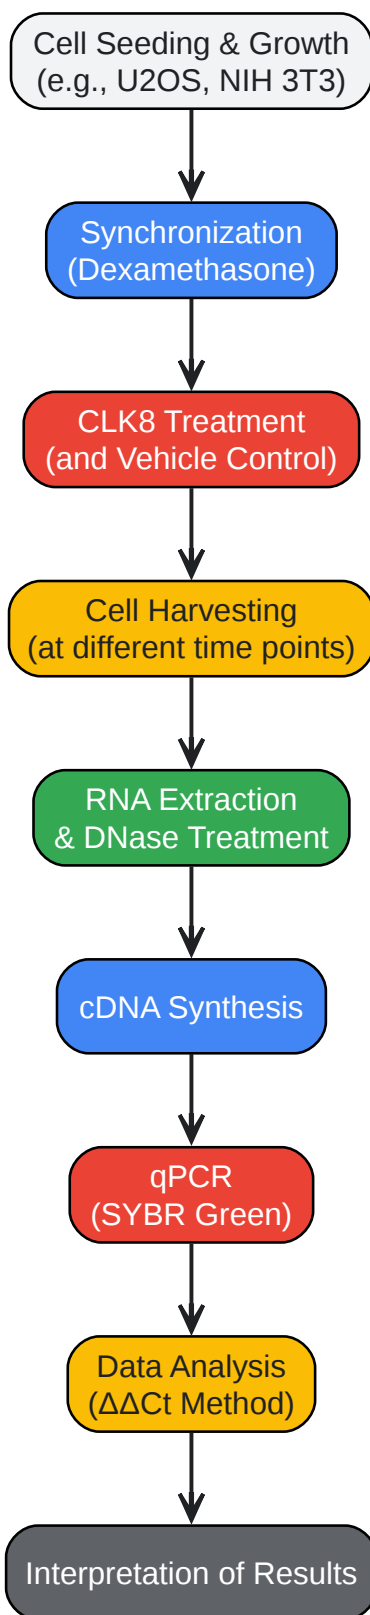 Cell Seeding & Growth
(e.g., U2OS, NIH 3T3)
Synchronization
(Dexamethasone)
CLK8 Treatment
(and Vehicle Control)
Cell Harvesting
(at different time points)
RNA Extraction
& DNase Treatment
cDNA Synthesis
qPCR
(SYBR Green)
Data Analysis
(ΔΔCt Method)
Interpretation of Results